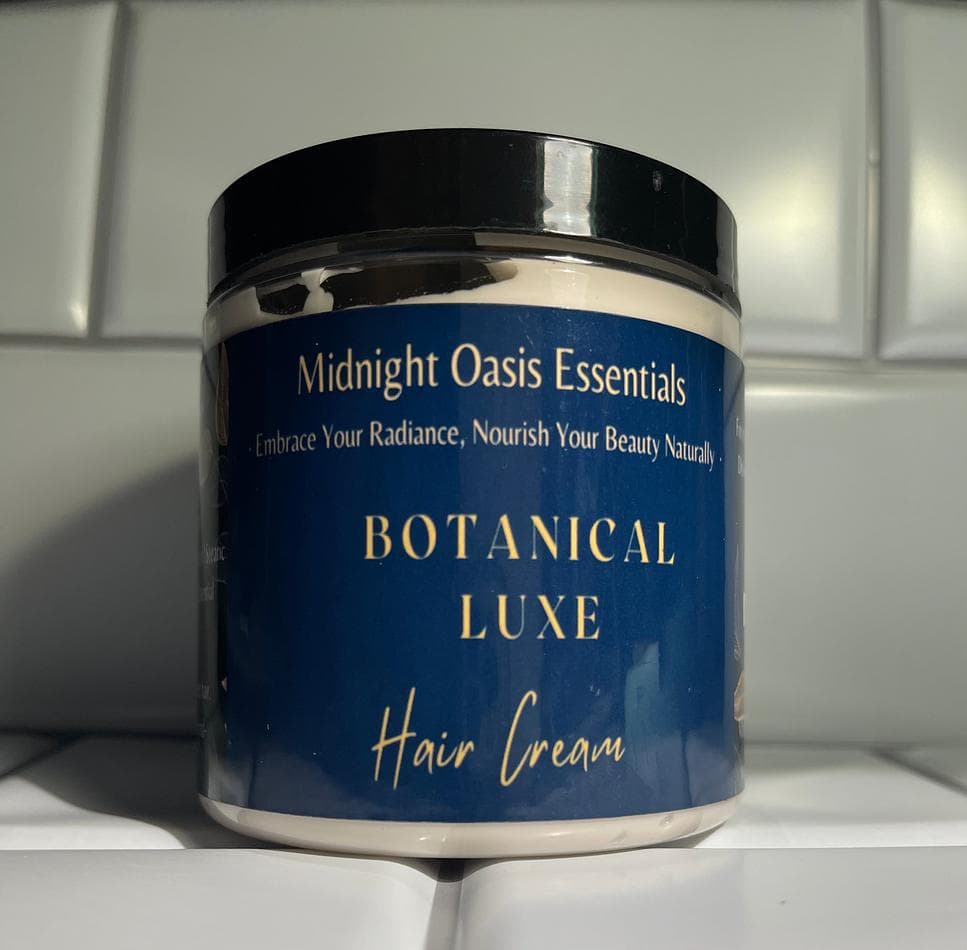 Midnight Oasis Essentials
· Embrace Your Radiance, Nourish Your Beauty Naturally ·
BOTANICAL
LUXE
Hair Cream